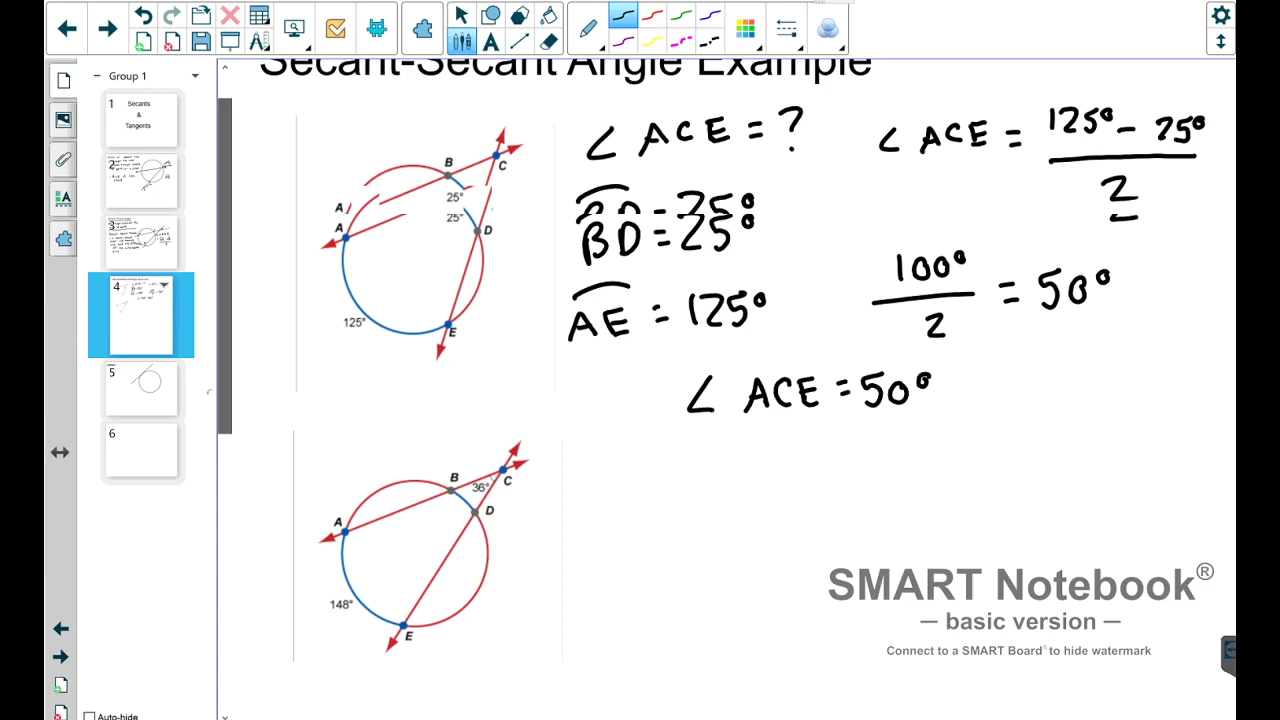 Group 1
1
Secants
&
Tangents
2
3
4
5
6
Auto-hide
Secant-Secant Angle Example
A
A
B
C
D
E
25°
25°
125°
∠ ACE = ?
= 25°
BD = 25°
AE = 125°
∠ ACE = 125° - 25°
2
100°
2
= 50°
∠ ACE = 50°
A
B
C
D
E
36°
148°
SMART Notebook®
— basic version —
Connect to a SMART Board® to hide watermark